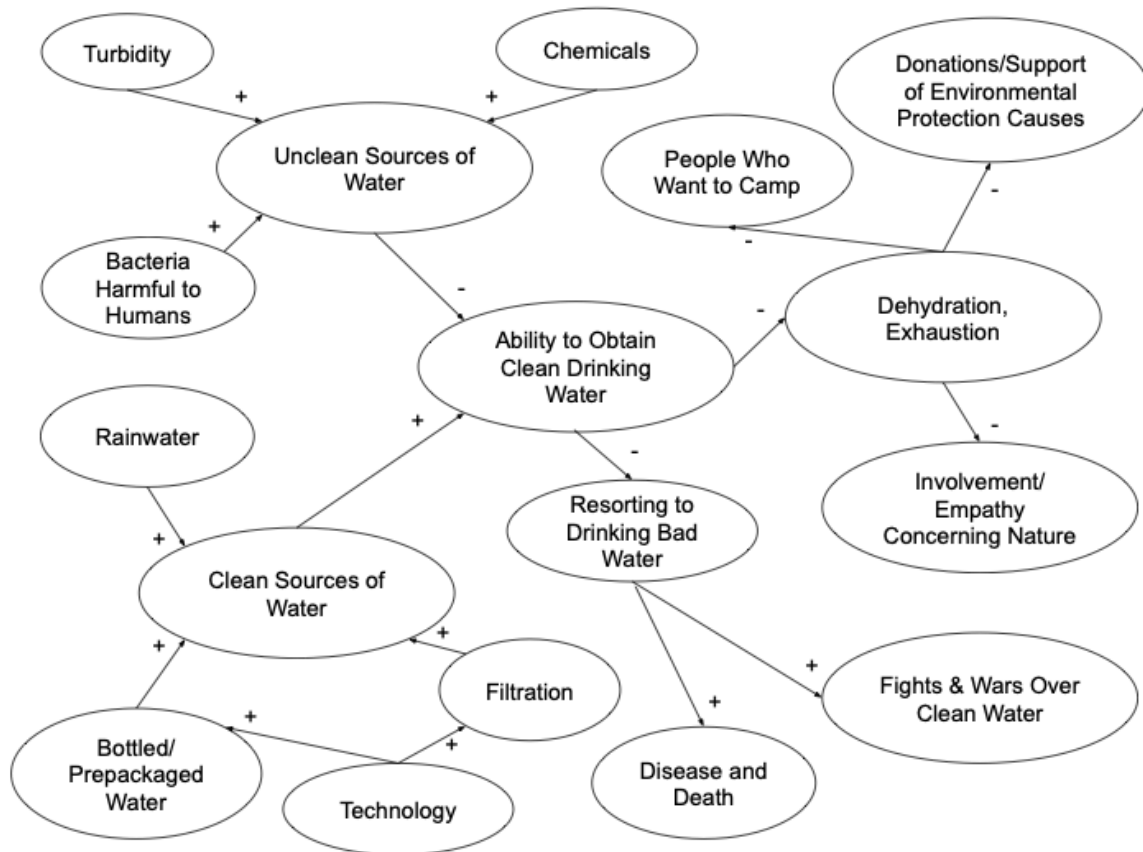 Turbidity
+
Chemicals
+
Donations/Support
of Environmental
Protection Causes
Unclean Sources of
Water
People Who
Want to Camp
-
-
+
Bacteria
Harmful to
Humans
-
Ability to Obtain
Clean Drinking
Water
-
Dehydration,
Exhaustion
Rainwater
+
+
-
-
Resorting to
Drinking Bad
Water
Involvement/
Empathy
Concerning Nature
Clean Sources of
Water
+
+
Filtration
+
Fights & Wars Over
Clean Water
+
+
+
Bottled/
Prepackaged
Water
Technology
Disease and
Death